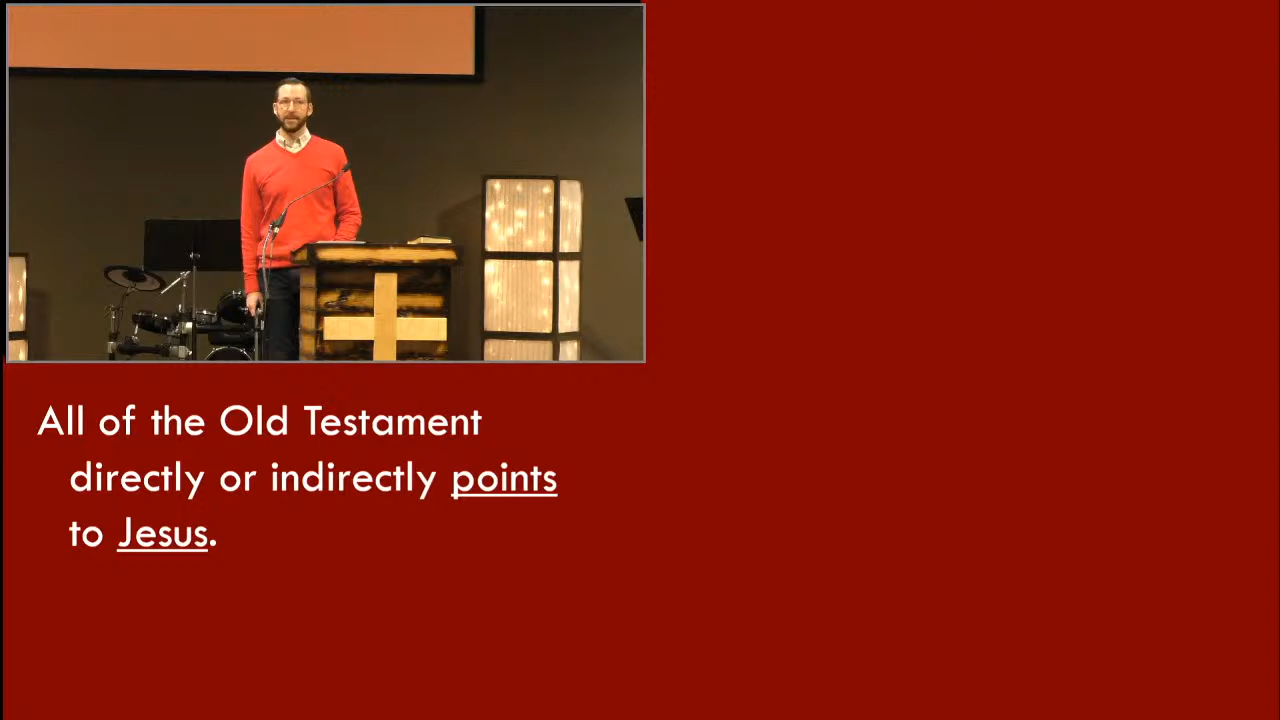 All of the Old Testament
directly or indirectly points
to Jesus.